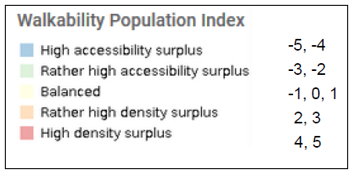 Walkability Population Index
High accessibility surplus -5, -4
Rather high accessibility surplus -3, -2
Balanced -1, 0, 1
Rather high density surplus 2, 3
High density surplus 4, 5